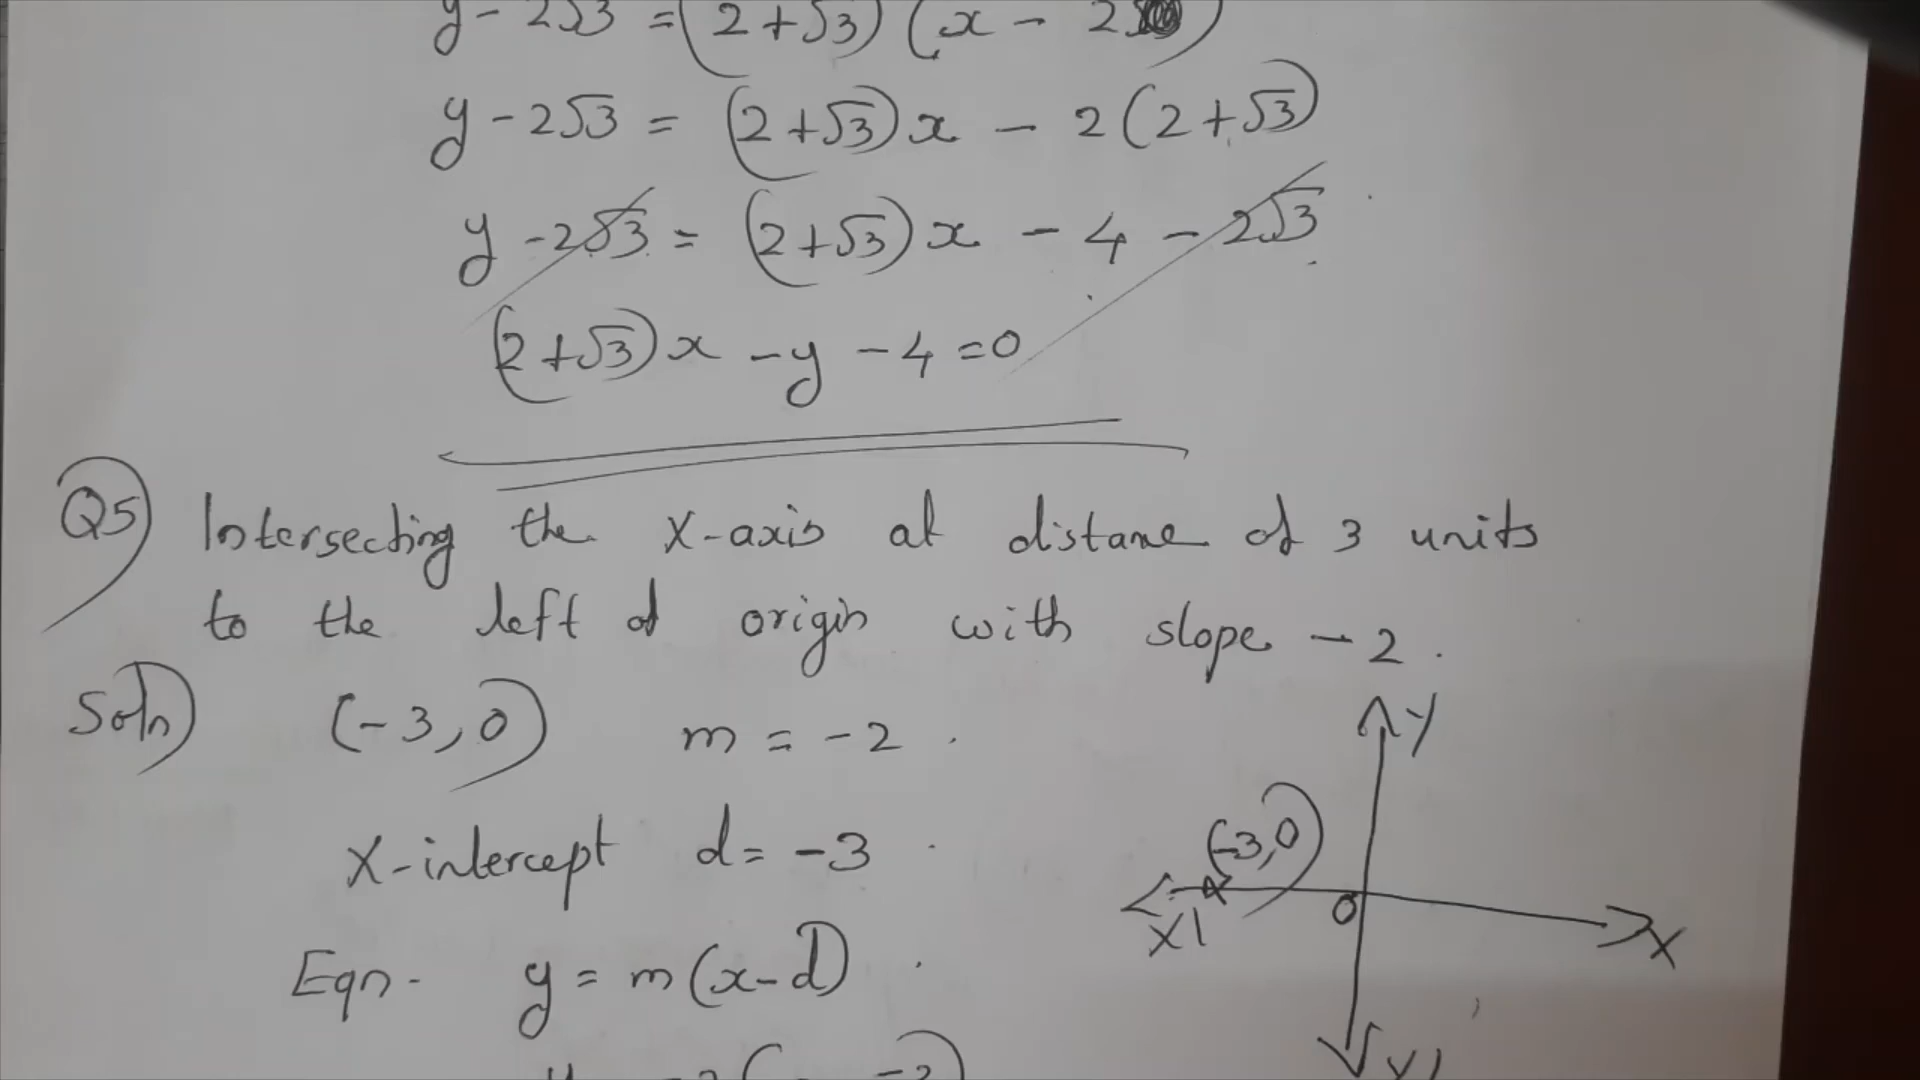 y - 2√3 = (2+√3) (x - 2)
y - 2√3 = (2+√3)x - 2(2+√3)
y - 2√3 = (2+√3)x - 4 - 2√3
(2+√3)x - y - 4 = 0
Q5) Intersecting the X-axis at distane of 3 units
to the left of origin with slope - 2.
Soln) (-3,0) m = -2.
X-intercept d = -3
Eqn. y = m(x-d)
Y
(-3,0)
X1 O X
Y1